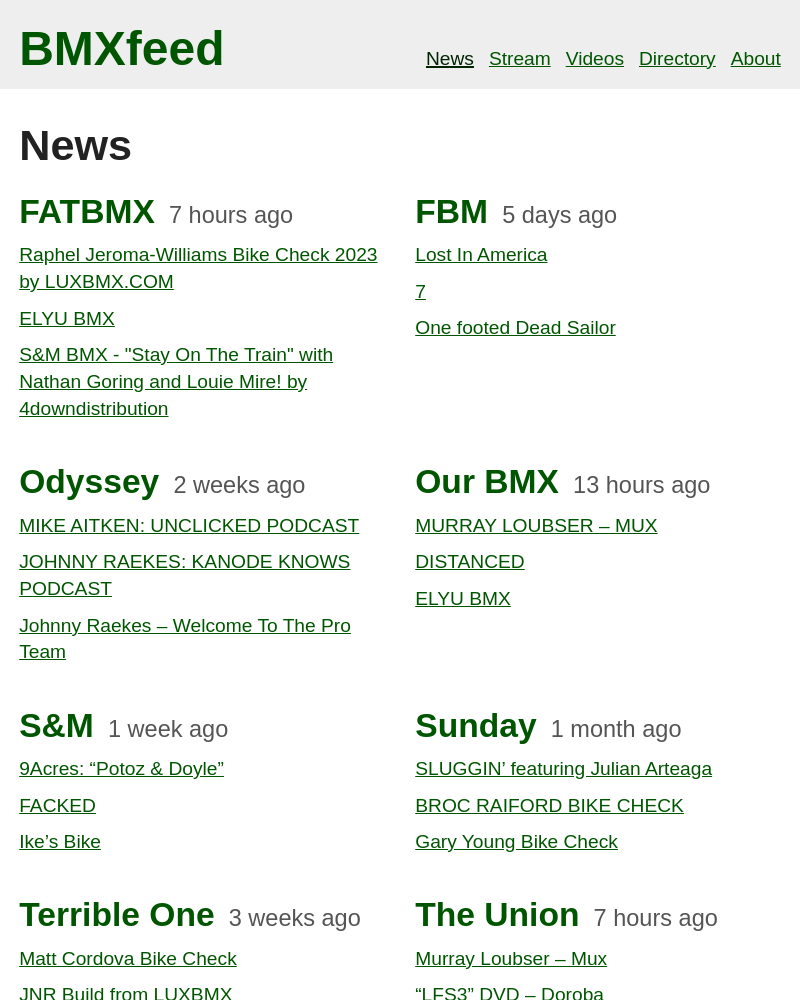 BMXfeed
News Stream Videos Directory About
News
FATBMX 7 hours ago
Raphel Jeroma-Williams Bike Check 2023
by LUXBMX.COM
ELYU BMX
S&M BMX - "Stay On The Train" with
Nathan Goring and Louie Mire! by
4downdistribution
FBM 5 days ago
Lost In America
7
One footed Dead Sailor
Odyssey 2 weeks ago
MIKE AITKEN: UNCLICKED PODCAST
JOHNNY RAEKES: KANODE KNOWS
PODCAST
Johnny Raekes – Welcome To The Pro
Team
Our BMX 13 hours ago
MURRAY LOUBSER – MUX
DISTANCED
ELYU BMX
S&M 1 week ago
9Acres: “Potoz & Doyle”
FACKED
Ike’s Bike
Sunday 1 month ago
SLUGGIN’ featuring Julian Arteaga
BROC RAIFORD BIKE CHECK
Gary Young Bike Check
Terrible One 3 weeks ago
Matt Cordova Bike Check
JNR Build from LUXBMX
The Union 7 hours ago
Murray Loubser – Mux
“LFS3” DVD – Doroba